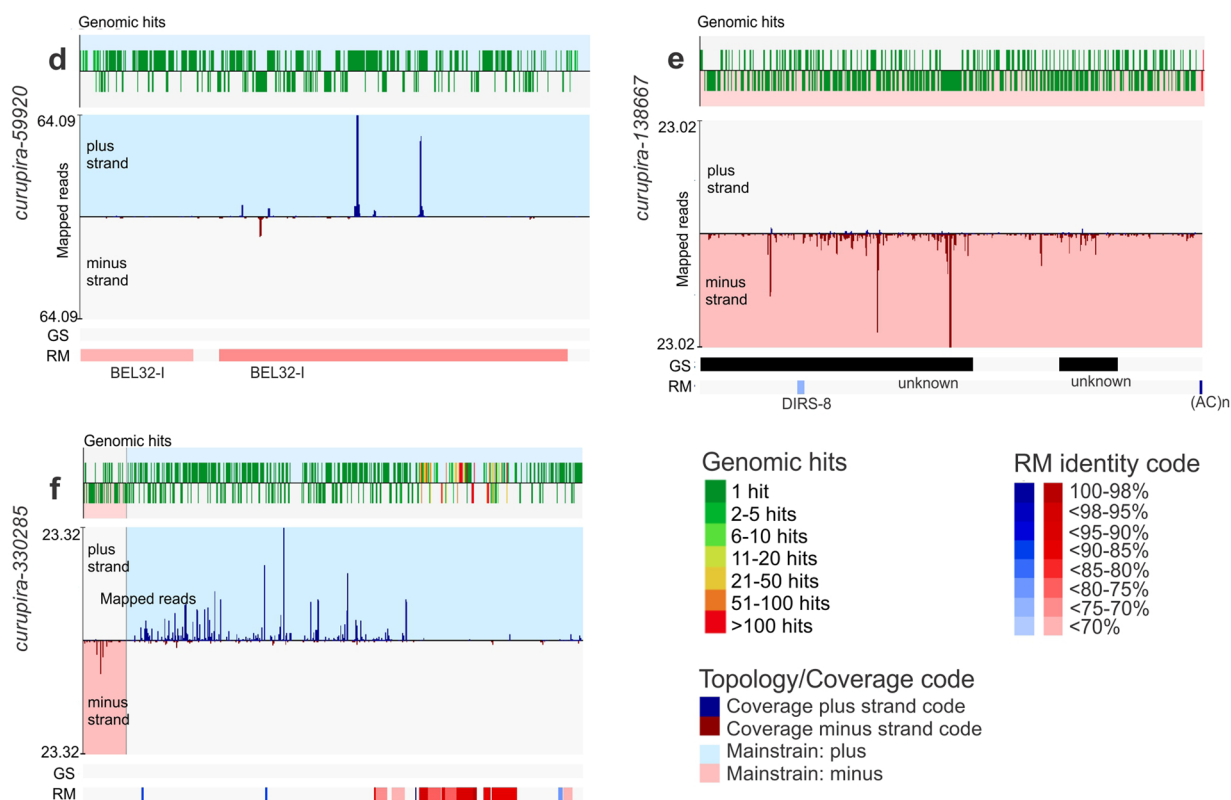 Genomic hits
d
curupira-59920
64.09
plus
strand
Mapped reads
minus
strand
64.09
GS
RM
BEL32-I
BEL32-I
Genomic hits
e
curupira-138667
23.02
plus
strand
Mapped reads
minus
strand
23.02
GS
RM
unknown
unknown
DIRS-8
(AC)n
Genomic hits
f
curupira-330285
23.32
plus
strand
Mapped reads
minus
strand
23.32
GS
RM
Genomic hits
1 hit
2-5 hits
6-10 hits
11-20 hits
21-50 hits
51-100 hits
>100 hits
RM identity code
100-98%
<98-95%
<95-90%
<90-85%
<85-80%
<80-75%
<75-70%
<70%
Topology/Coverage code
Coverage plus strand code
Coverage minus strand code
Mainstrain: plus
Mainstrain: minus